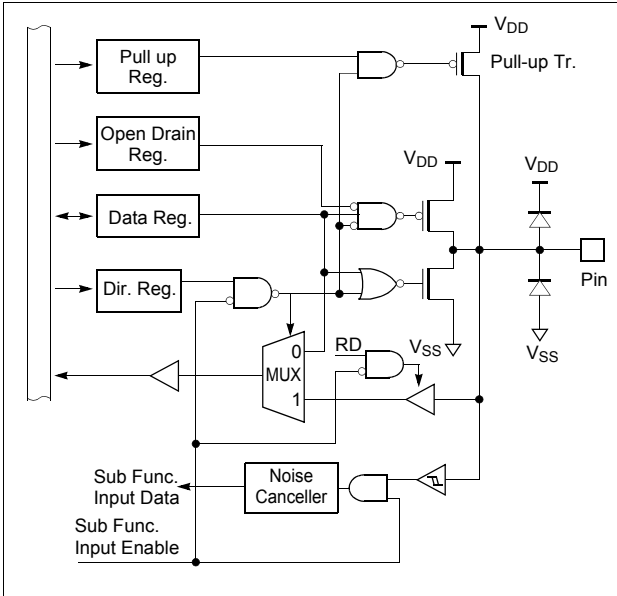 VDD
Pull up
Reg.
Pull-up Tr.
Open Drain
Reg.
VDD
VDD
Data Reg.
Dir. Reg.
Pin
0
RD
VSS
VSS
MUX
1
Sub Func.
Input Data
Noise
Canceller
Sub Func.
Input Enable